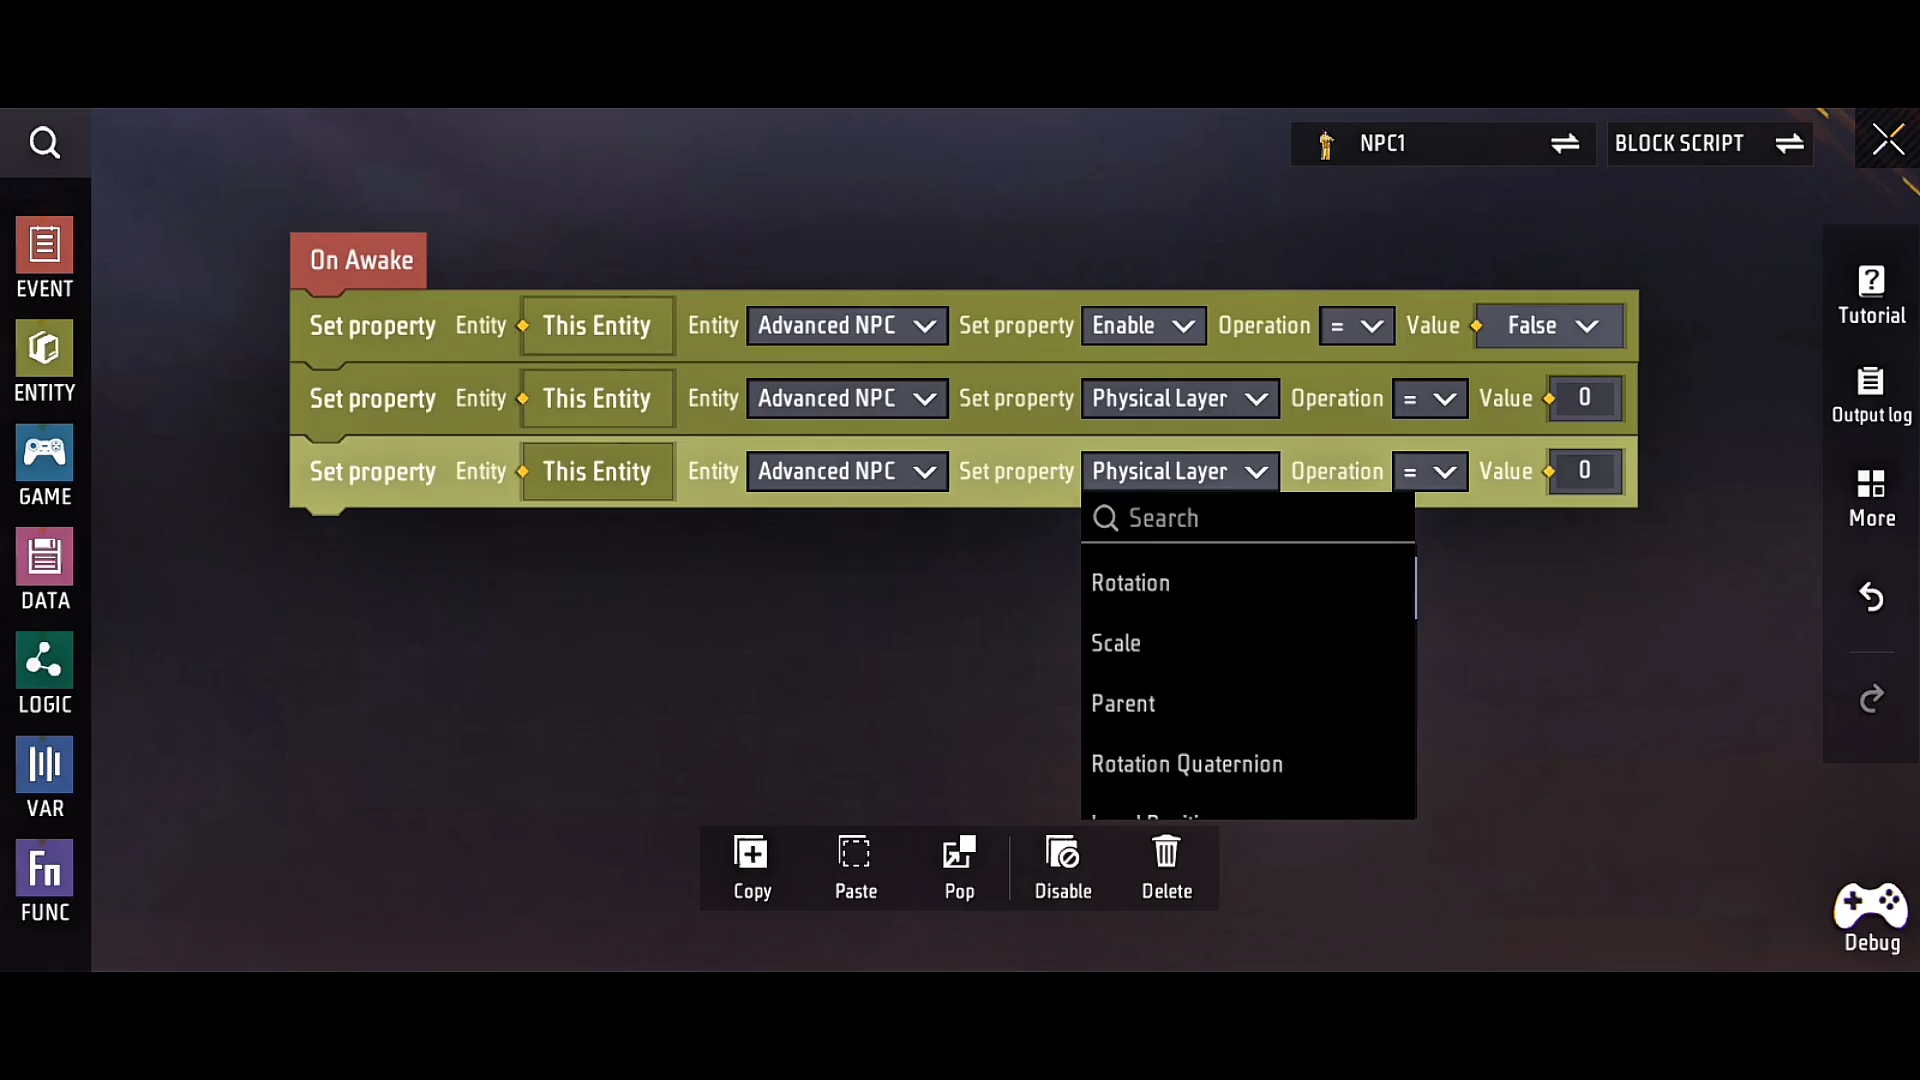 NPC1 BLOCK SCRIPT
On Awake
Set property Entity This Entity Entity Advanced NPC Set property Enable Operation = Value False
Set property Entity This Entity Entity Advanced NPC Set property Physical Layer Operation = Value 0
Set property Entity This Entity Entity Advanced NPC Set property Physical Layer Operation = Value 0
Search
Rotation
Scale
Parent
Rotation Quaternion
EVENT
ENTITY
GAME
DATA
LOGIC
VAR
Fn
FUNC
Copy Paste Pop Disable Delete
Tutorial
Output log
More
Debug